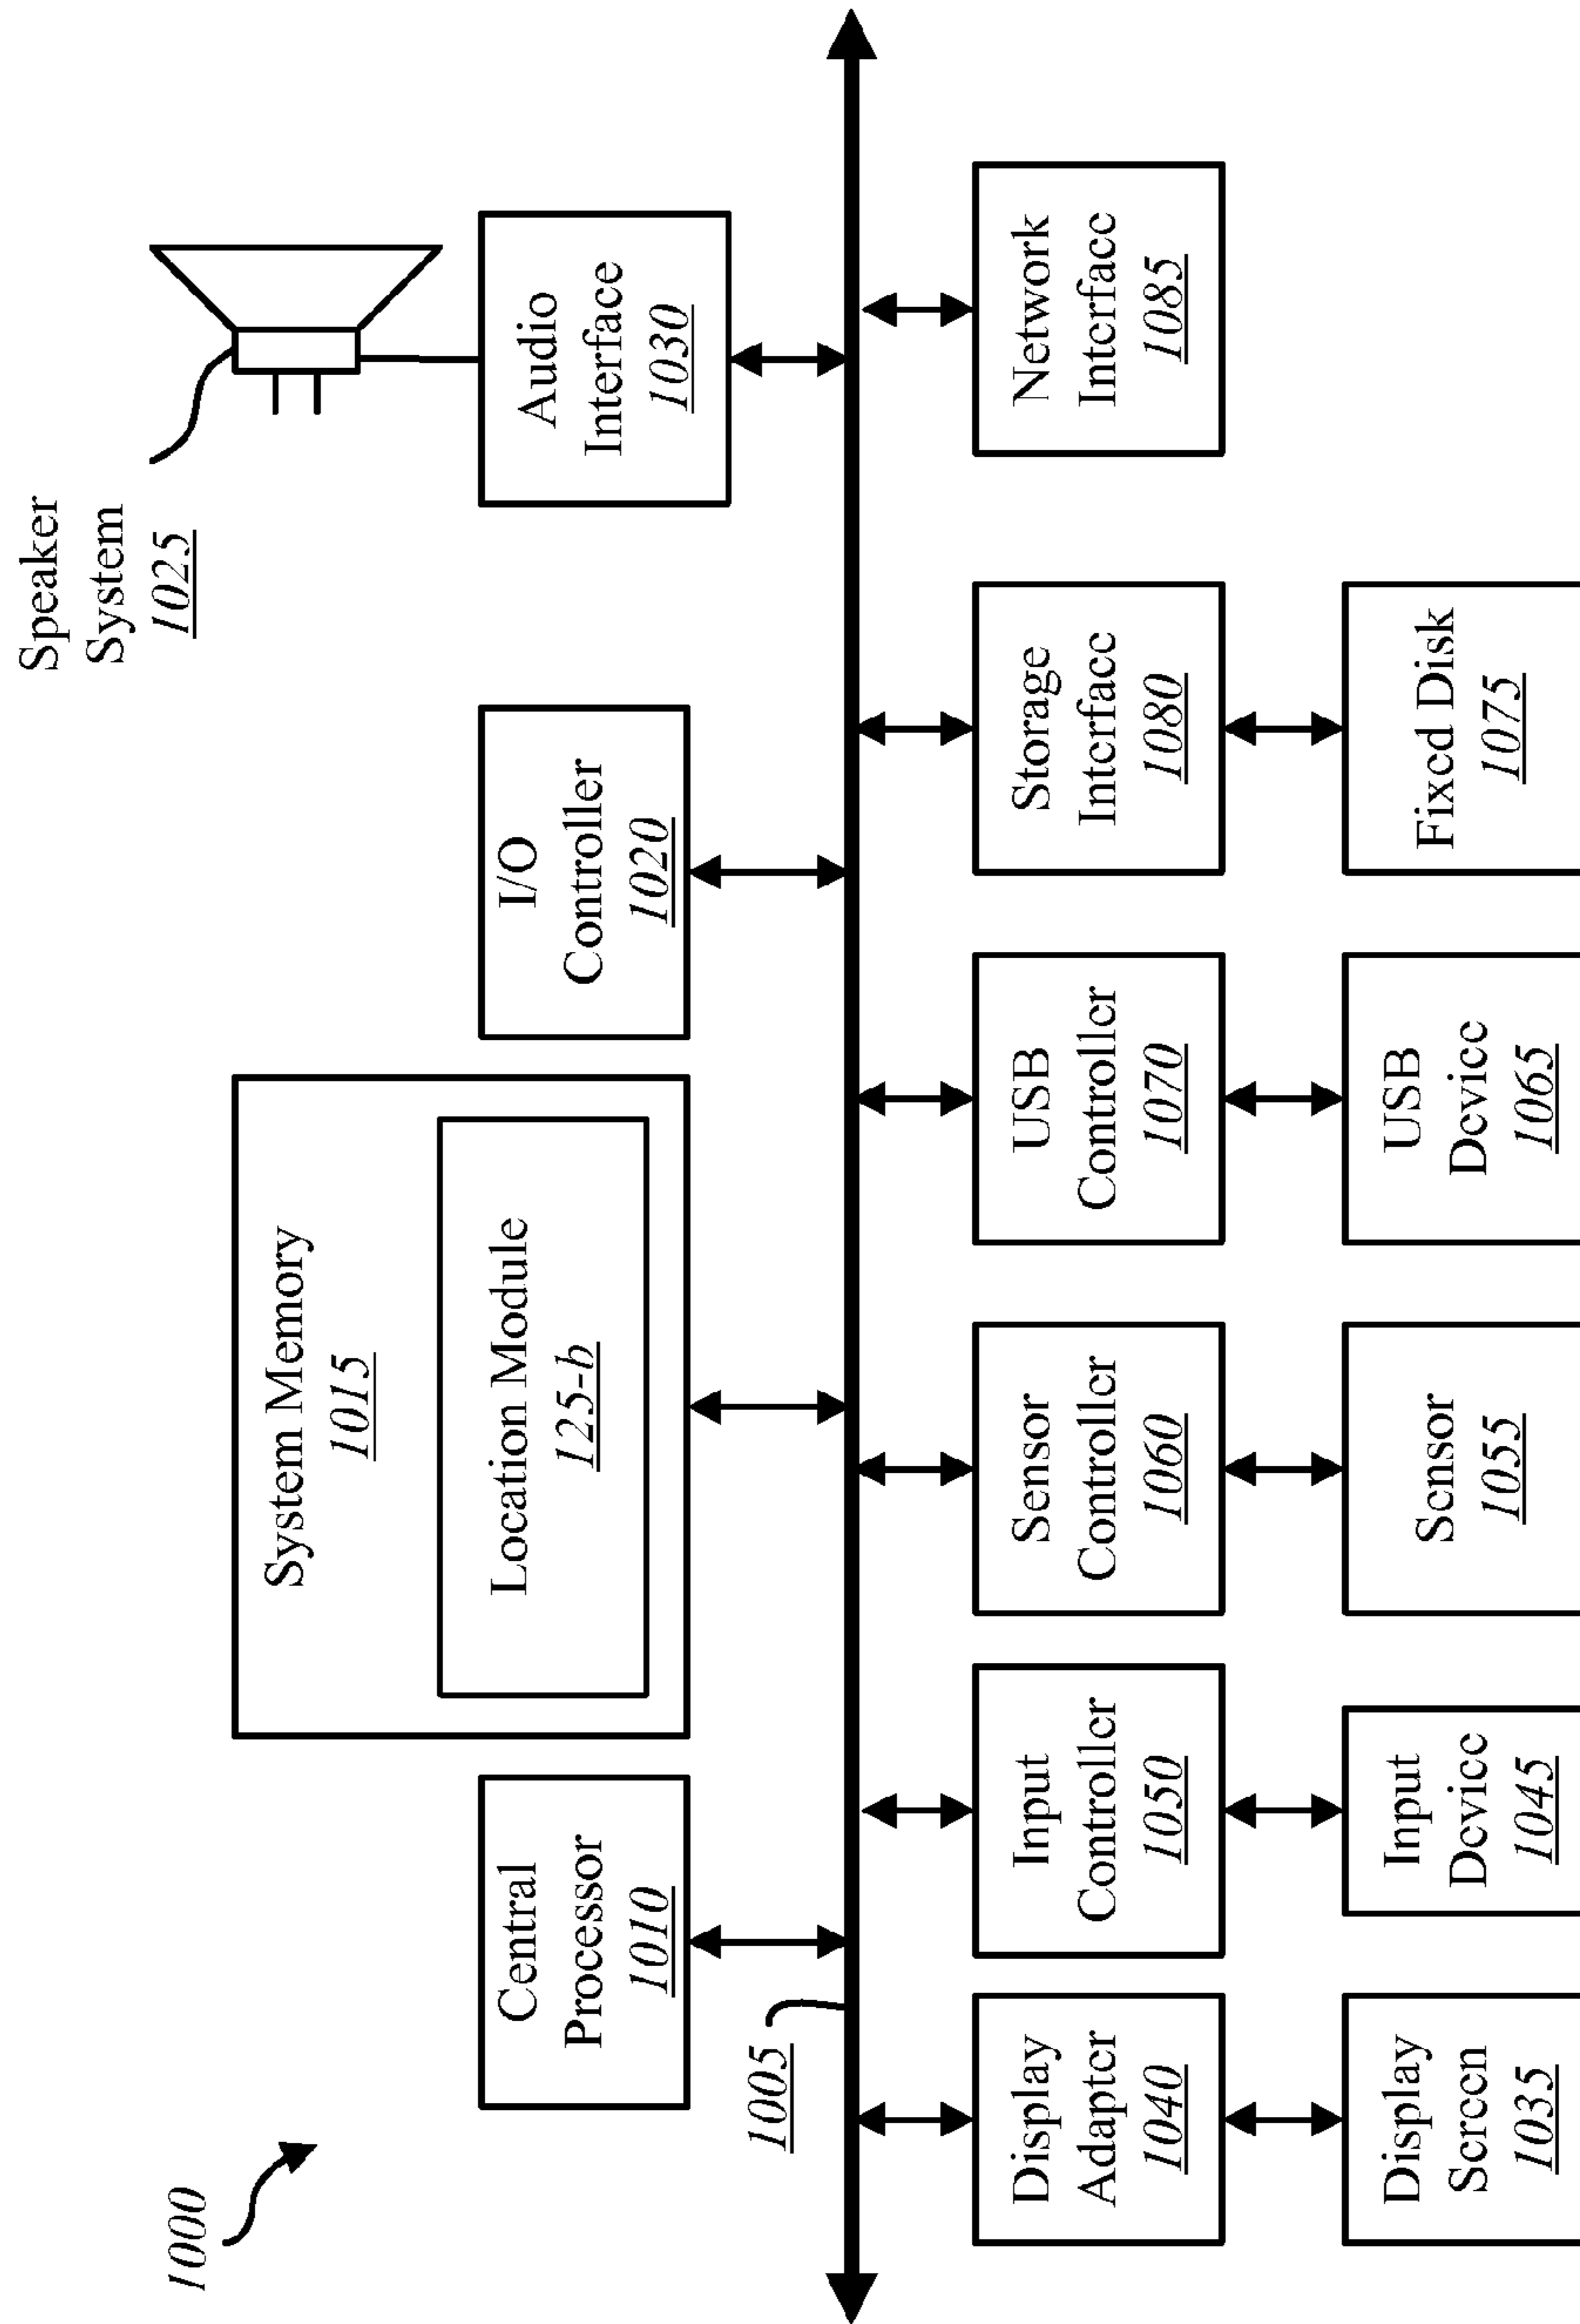 1000
Speaker
System
1025
System Memory
1015
Location Module
125-b
Central
Processor
1010
I/O
Controller
1020
Audio
Interface
1030
1005
Display
Adapter
1040
Input
Controller
1050
Sensor
Controller
1060
USB
Controller
1070
Storage
Interface
1080
Network
Interface
1085
Display
Screen
1035
Input
Device
1045
Sensor
1055
USB
Device
1065
Fixed Disk
1075